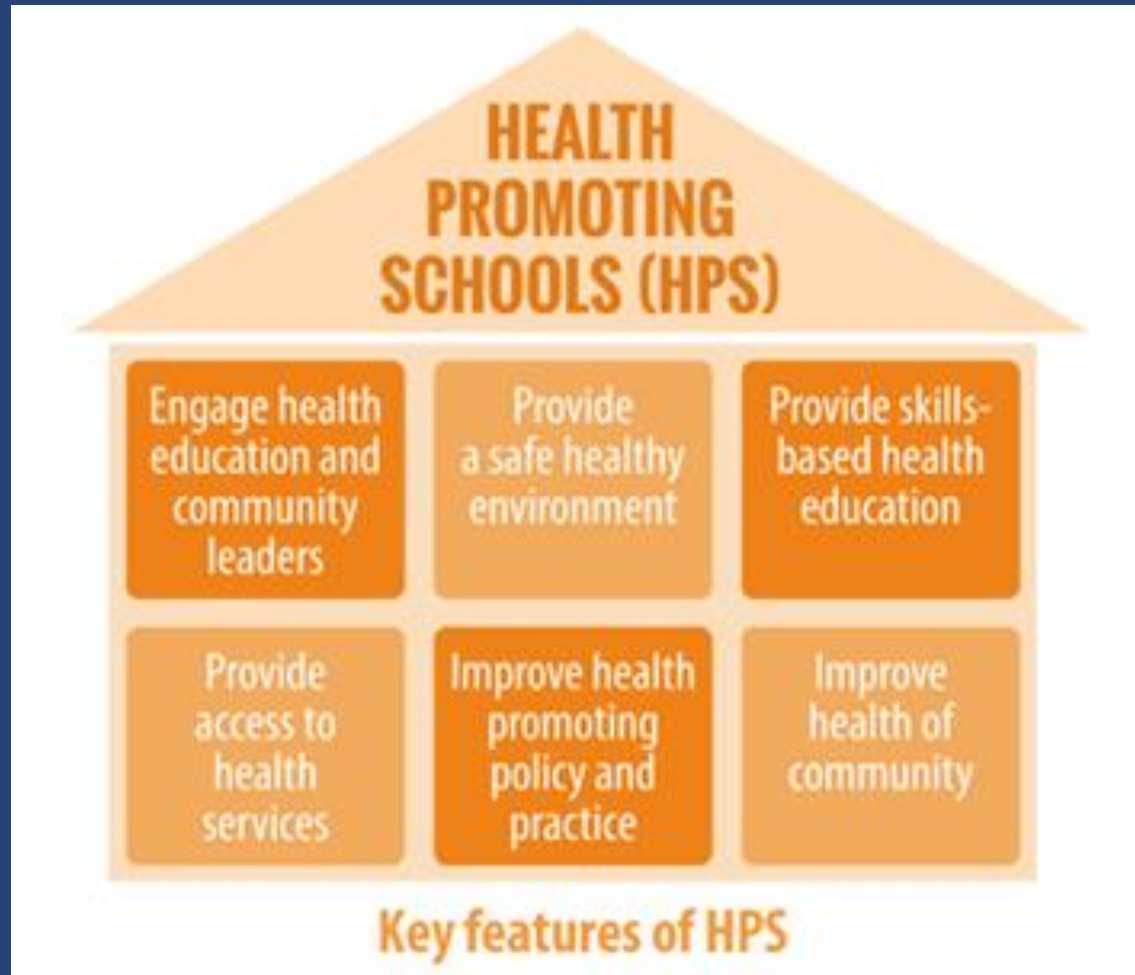 HEALTH
PROMOTING
SCHOOLS (HPS)
Engage health
education and
community
leaders
Provide
a safe healthy
environment
Provide skills-
based health
education
Provide
access to
health
services
Improve health
promoting
policy and
practice
Improve
health of
community
Key features of HPS